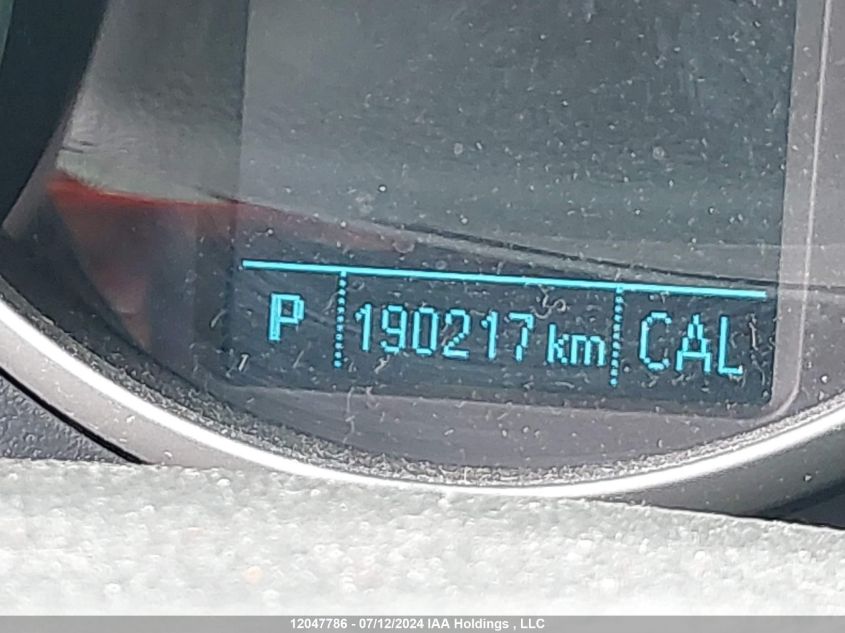 P 190217 km CAL
12047786 - 07/12/2024 IAA Holdings , LLC